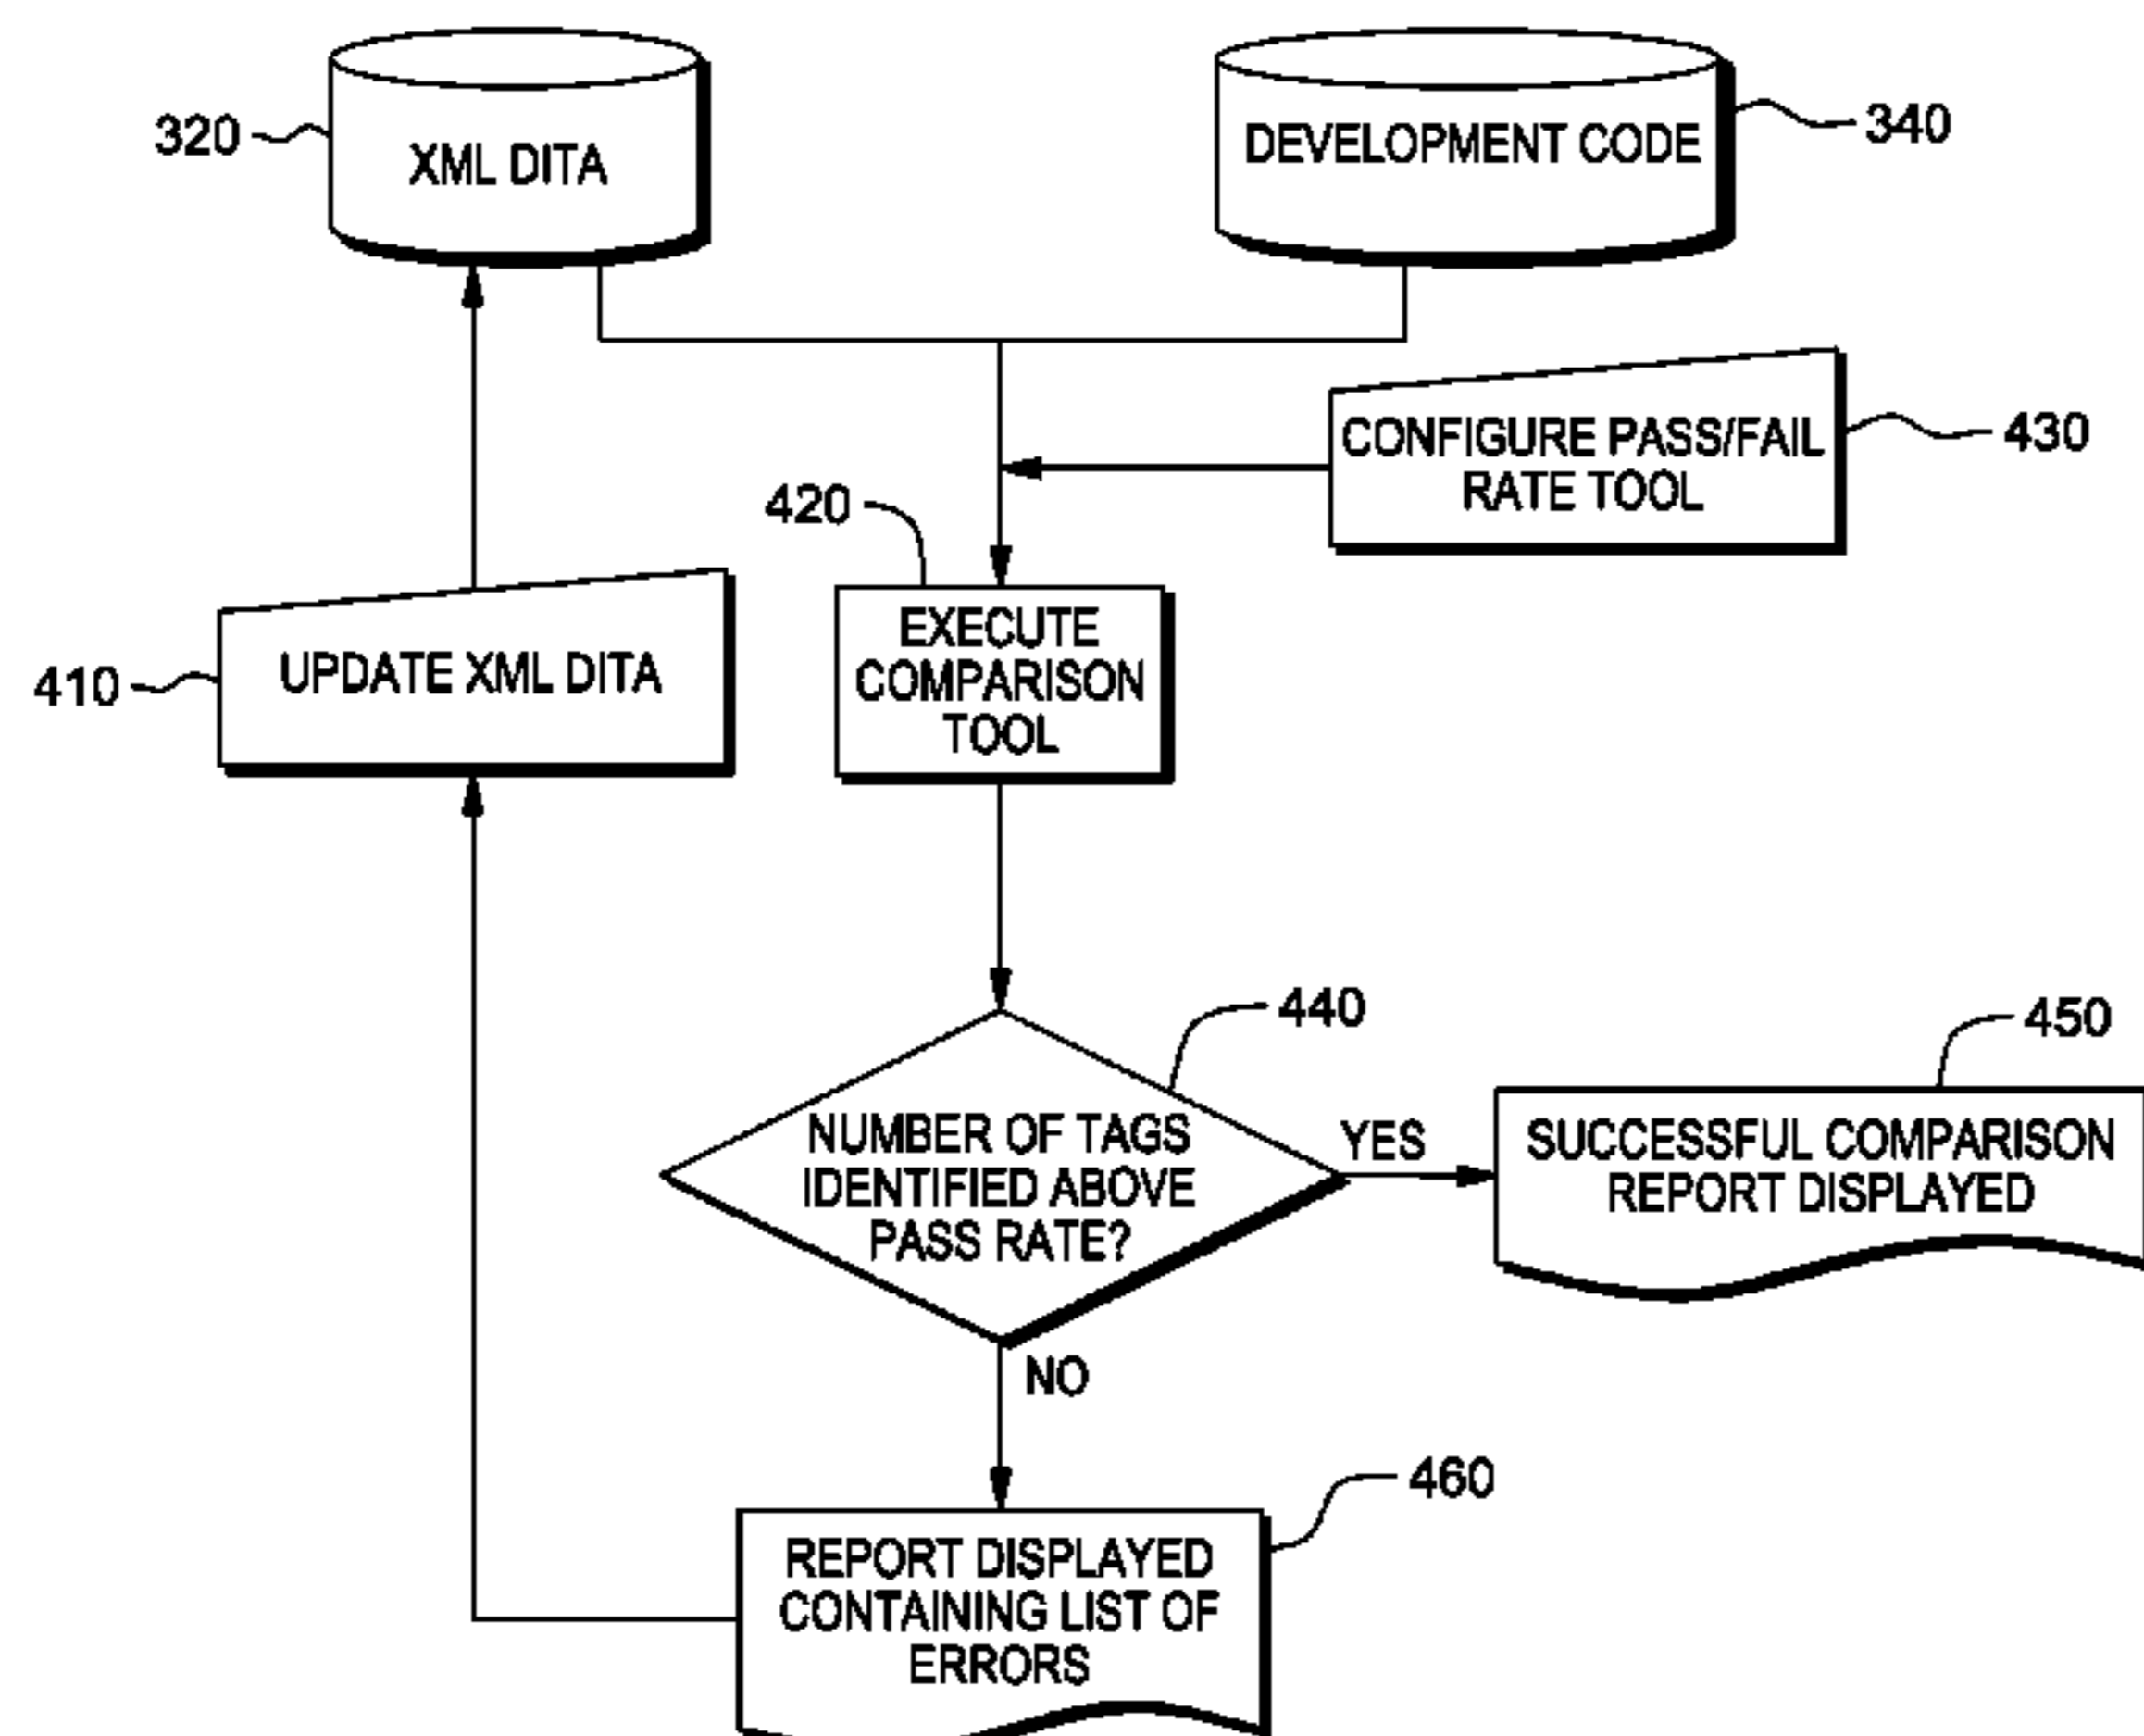 320
XML DITA
DEVELOPMENT CODE
340
CONFIGURE PASS/FAIL
RATE TOOL
430
420
EXECUTE
COMPARISON
TOOL
410
UPDATE XML DITA
440
NUMBER OF TAGS
IDENTIFIED ABOVE
PASS RATE?
YES
450
SUCCESSFUL COMPARISON
REPORT DISPLAYED
NO
460
REPORT DISPLAYED
CONTAINING LIST OF
ERRORS